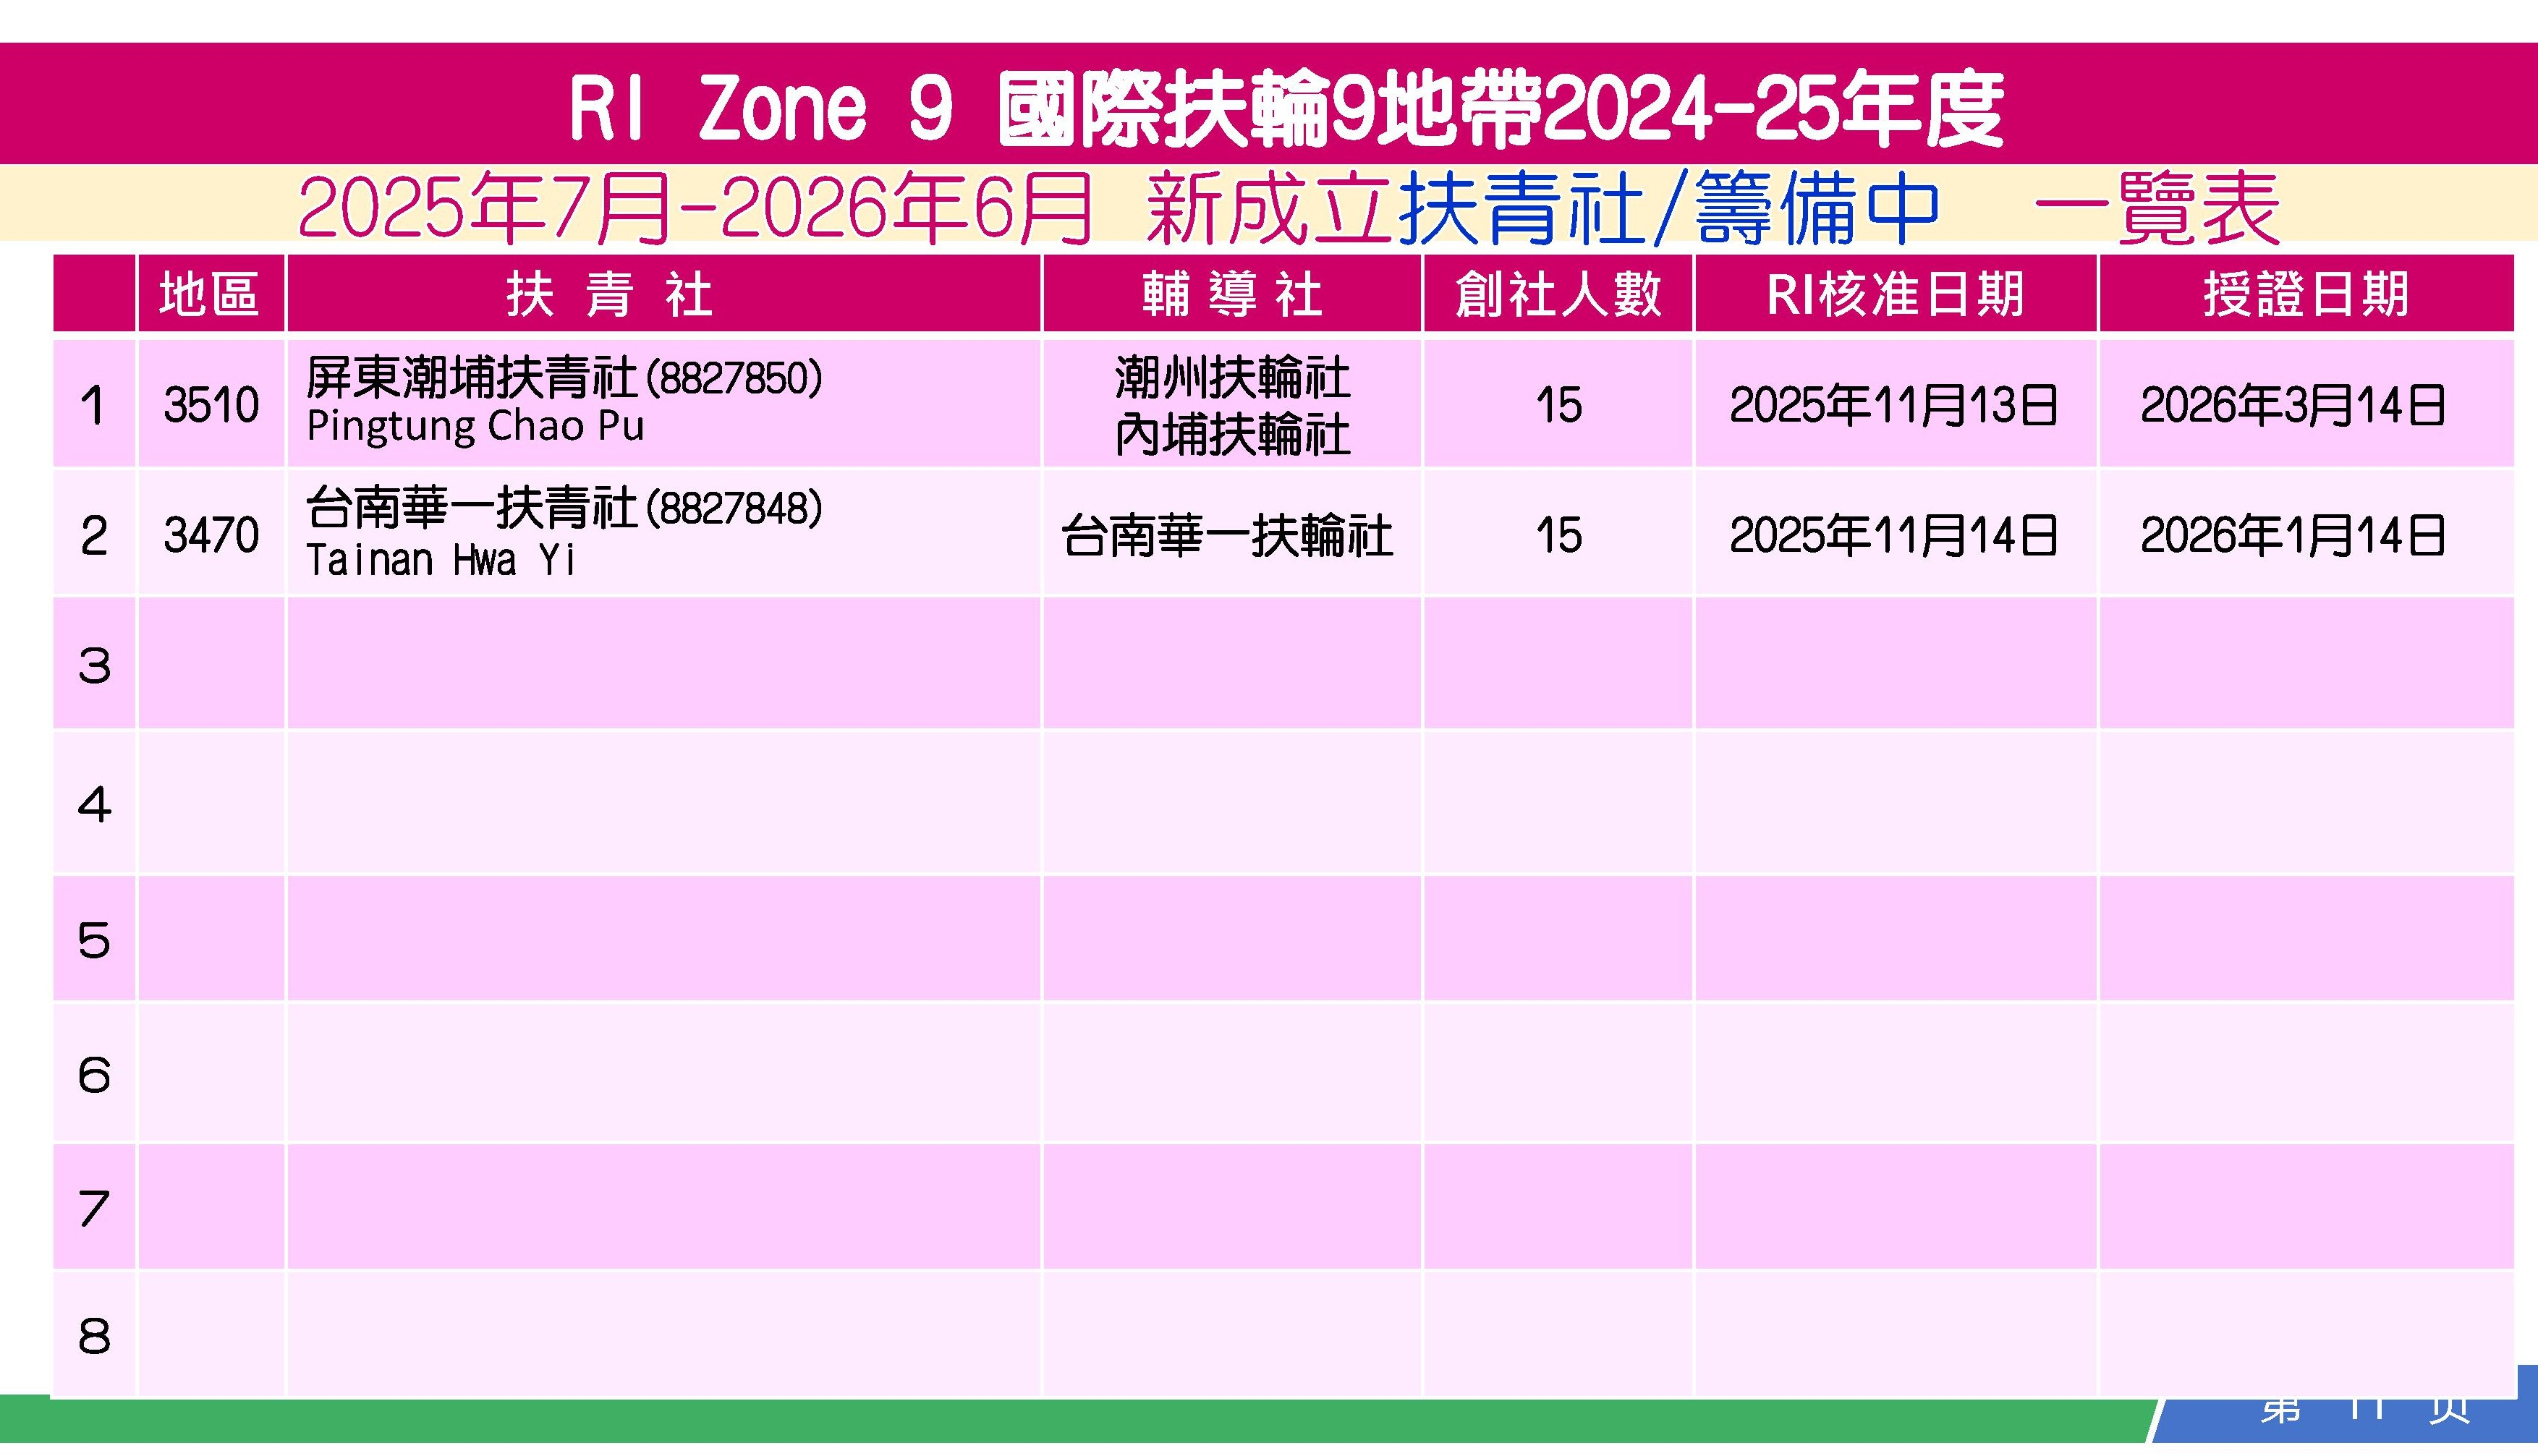 RI Zone 9 國際扶輪9地帶2024-25年度
2025年7月-2026年6月 新成立扶青社/籌備中 一覽表
地區 扶青社 輔導社 創社人數 RI核准日期 授證日期
1 3510 屏東潮埔扶青社(8827850) Pingtung Chao Pu 潮州扶輪社 內埔扶輪社 15 2025年11月13日 2026年3月14日
2 3470 台南華一扶青社(8827848) Tainan Hwa Yi 台南華一扶輪社 15 2025年11月14日 2026年1月14日
3
4
5
6
7
8
第 11 页